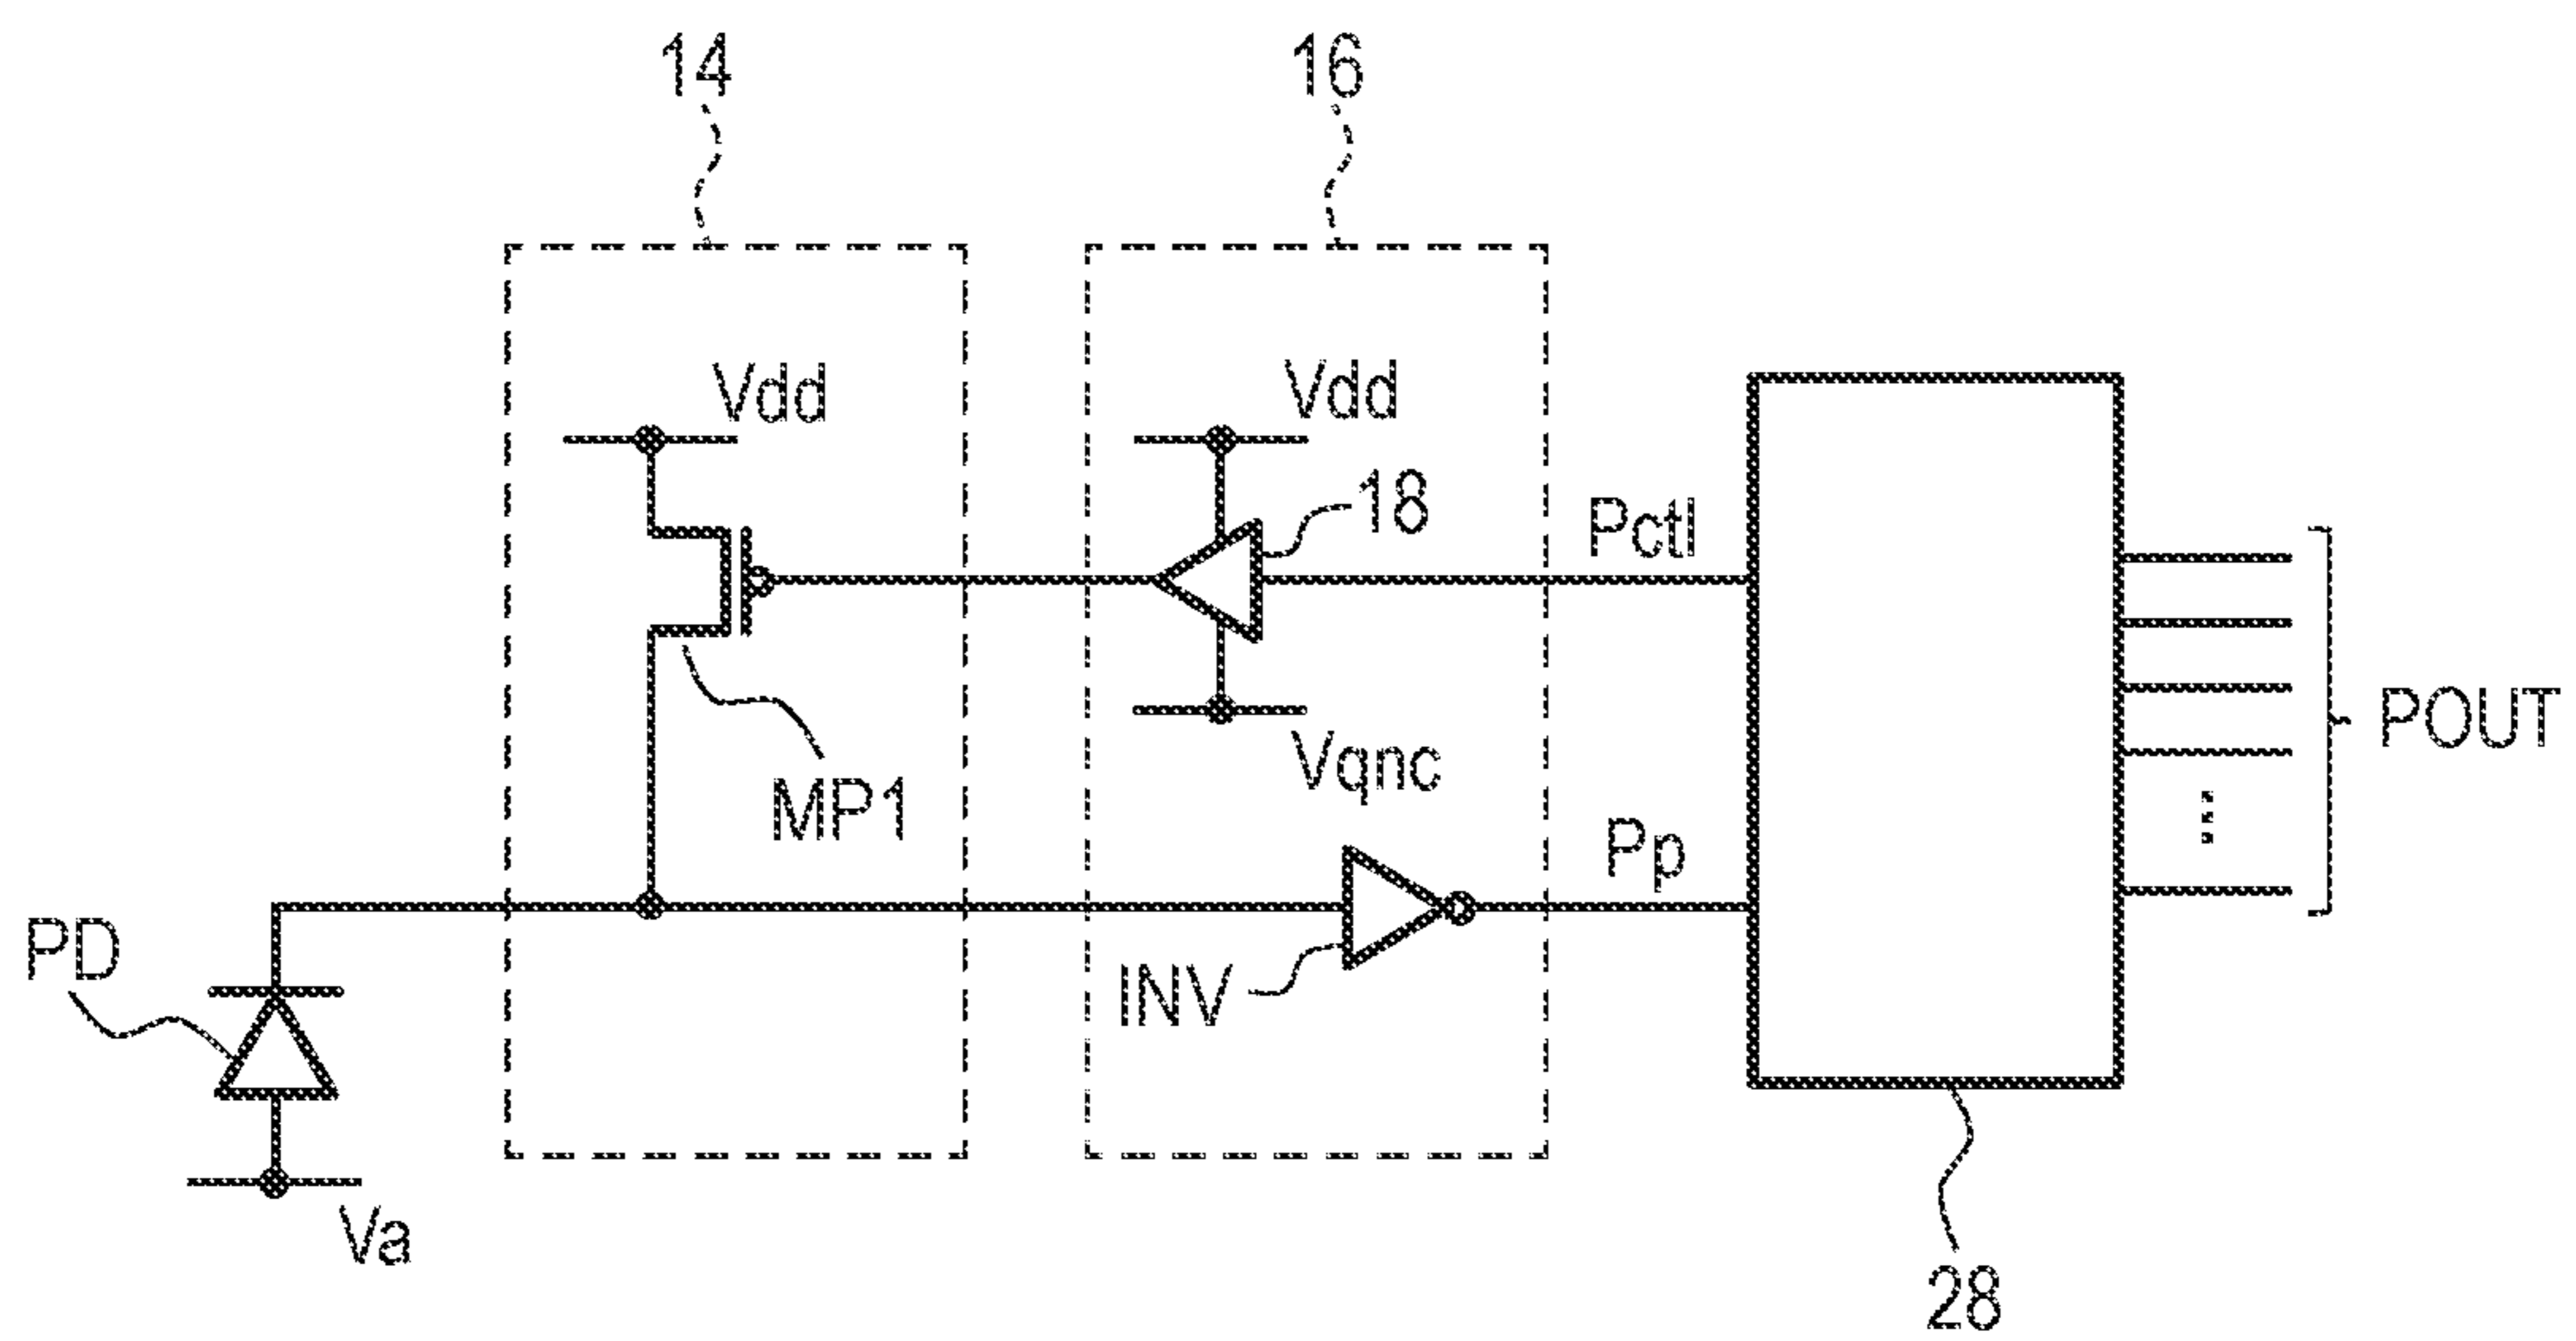 14
16
Vdd
Vdd
18
Pctl
MP1
Vqnc
POUT
Pp
PD
INV
Va
28